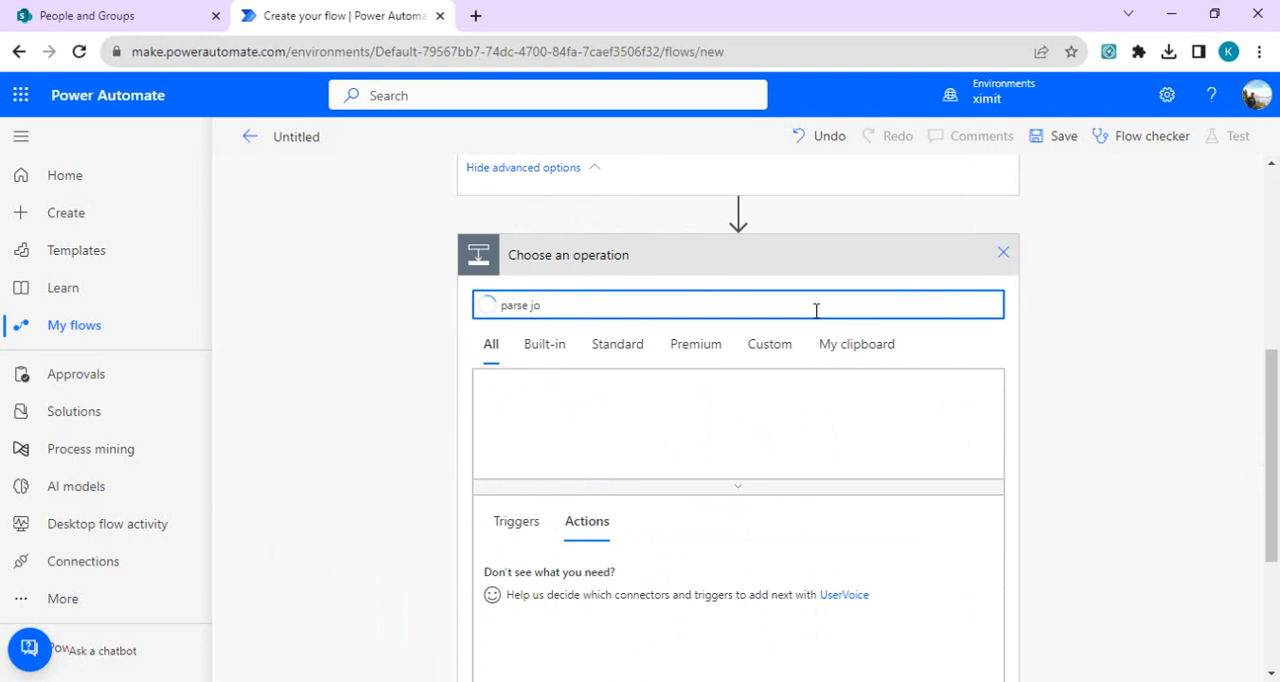 People and Groups
Create your flow | Power Automa
make.powerautomate.com/environments/Default-79567bb7-74dc-4700-84fa-7caef3506f32/flows/new
K
Power Automate
Search
Environments
ximit
Untitled
Undo
Redo
Comments
Save
Flow checker
Test
Home
Create
Templates
Learn
My flows
Approvals
Solutions
Process mining
AI models
Desktop flow activity
Connections
More
Ask a chatbot
Hide advanced options
Choose an operation
parse jo
All
Built-in
Standard
Premium
Custom
My clipboard
Triggers
Actions
Don't see what you need?
Help us decide which connectors and triggers to add next with UserVoice